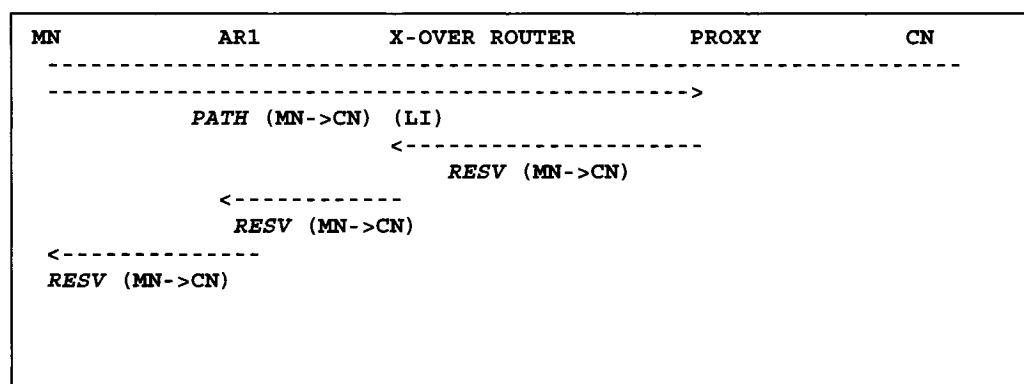 MN AR1 X-OVER ROUTER PROXY CN
------------------------------------------------------------------
---------------------------------------------->
PATH (MN->CN) (LI)
<---------------------
RESV (MN->CN)
<------------
RESV (MN->CN)
<--------------
RESV (MN->CN)